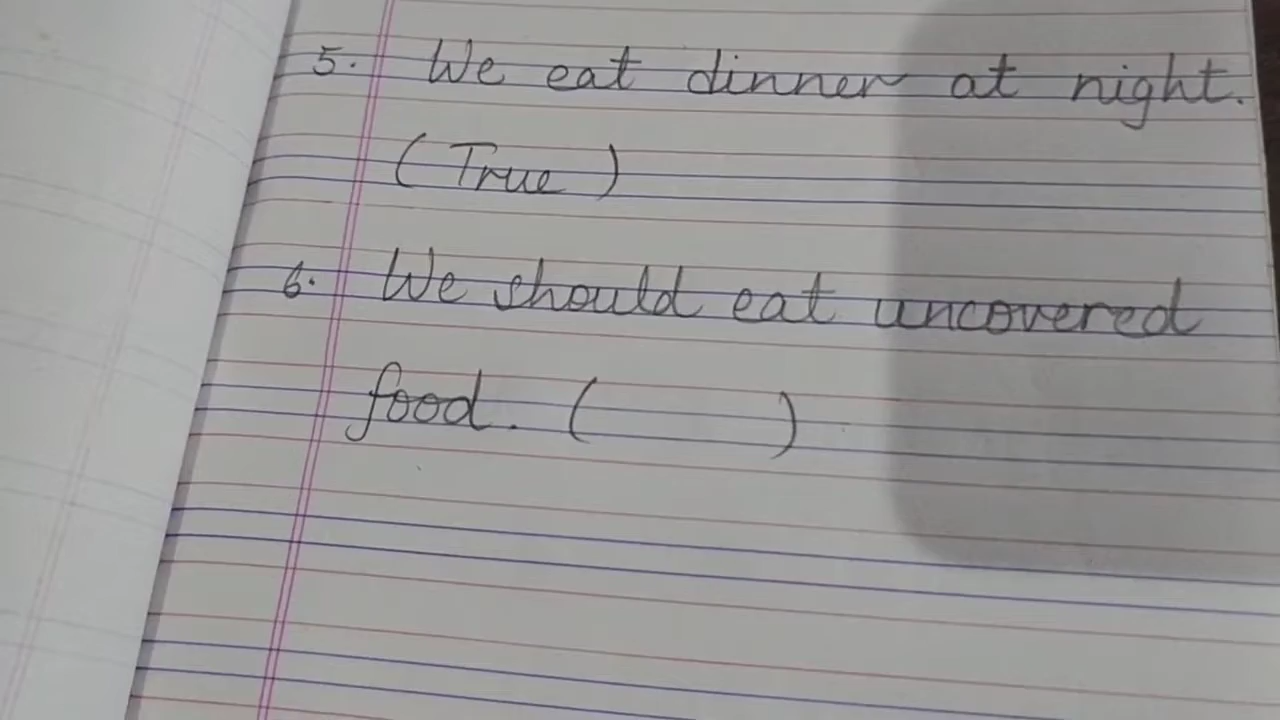 5. We eat dinner at night.
(True)
6. We should eat uncovered
food. (        )